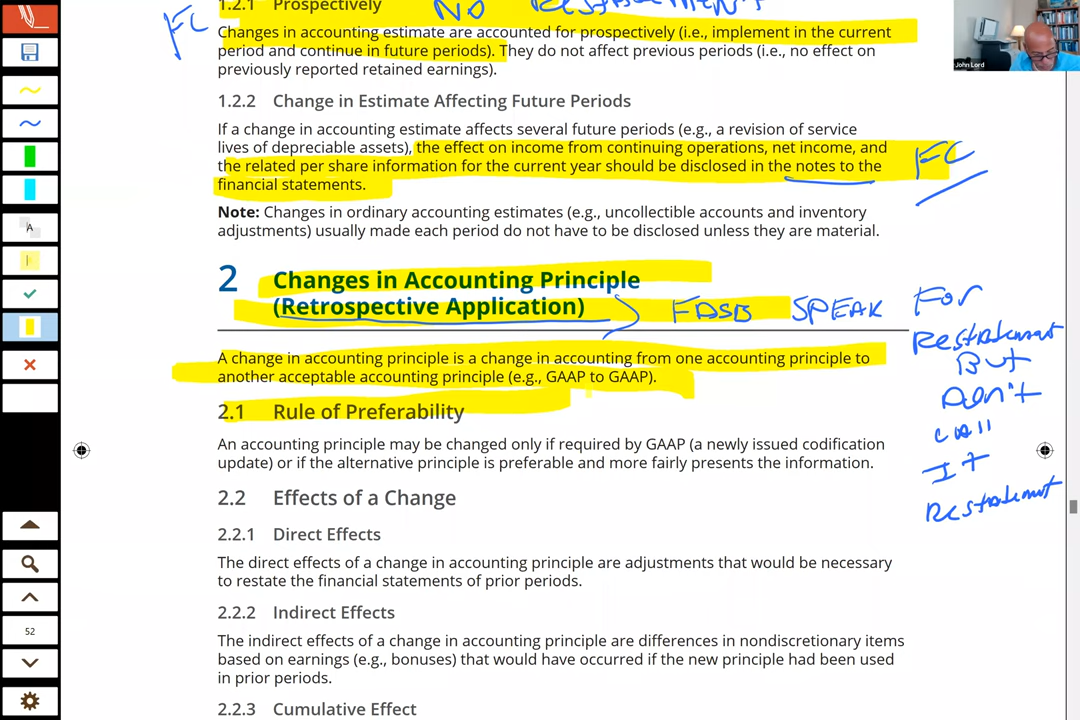 1.2.1 Prospectively NO RESTATEMENT
FC
Changes in accounting estimate are accounted for prospectively (i.e., implement in the current
period and continue in future periods). They do not affect previous periods (i.e., no effect on
previously reported retained earnings).
John Lord
1.2.2 Change in Estimate Affecting Future Periods
If a change in accounting estimate affects several future periods (e.g., a revision of service
lives of depreciable assets), the effect on income from continuing operations, net income, and
the related per share information for the current year should be disclosed in the notes to the
financial statements.
FC
Note: Changes in ordinary accounting estimates (e.g., uncollectible accounts and inventory
adjustments) usually made each period do not have to be disclosed unless they are material.
2 Changes in Accounting Principle
(Retrospective Application)
FASB SPEAK
For
Restatement
But
Don't
call
It
Restatement
A change in accounting principle is a change in accounting from one accounting principle to
another acceptable accounting principle (e.g., GAAP to GAAP).
2.1 Rule of Preferability
An accounting principle may be changed only if required by GAAP (a newly issued codification
update) or if the alternative principle is preferable and more fairly presents the information.
2.2 Effects of a Change
2.2.1 Direct Effects
The direct effects of a change in accounting principle are adjustments that would be necessary
to restate the financial statements of prior periods.
2.2.2 Indirect Effects
The indirect effects of a change in accounting principle are differences in nondiscretionary items
based on earnings (e.g., bonuses) that would have occurred if the new principle had been used
in prior periods.
2.2.3 Cumulative Effect
A
52